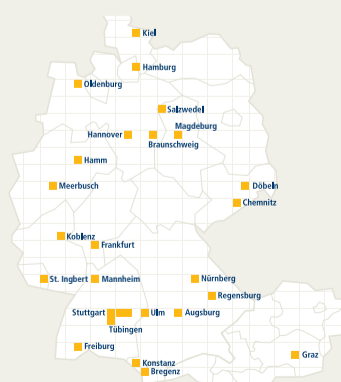 Kiel
Hamburg
Oldenburg
Salzwedel
Magdeburg
Hannover
Braunschweig
Hamm
Meerbusch
Döbeln
Chemnitz
Koblenz
Frankfurt
St. Ingbert
Mannheim
Nürnberg
Regensburg
Stuttgart
Ulm
Augsburg
Tübingen
Freiburg
Graz
Konstanz
Bregenz